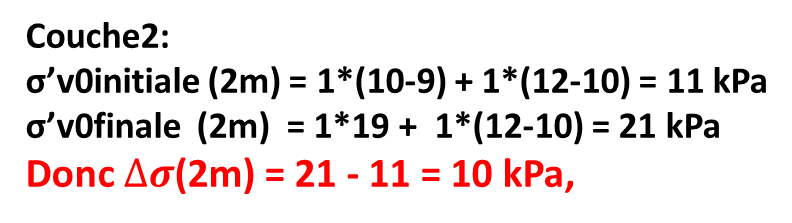 Couche2:
σ’v0initiale (2m) = 1*(10-9) + 1*(12-10) = 11 kPa
σ’v0finale (2m) = 1*19 + 1*(12-10) = 21 kPa
Donc Δσ(2m) = 21 - 11 = 10 kPa,